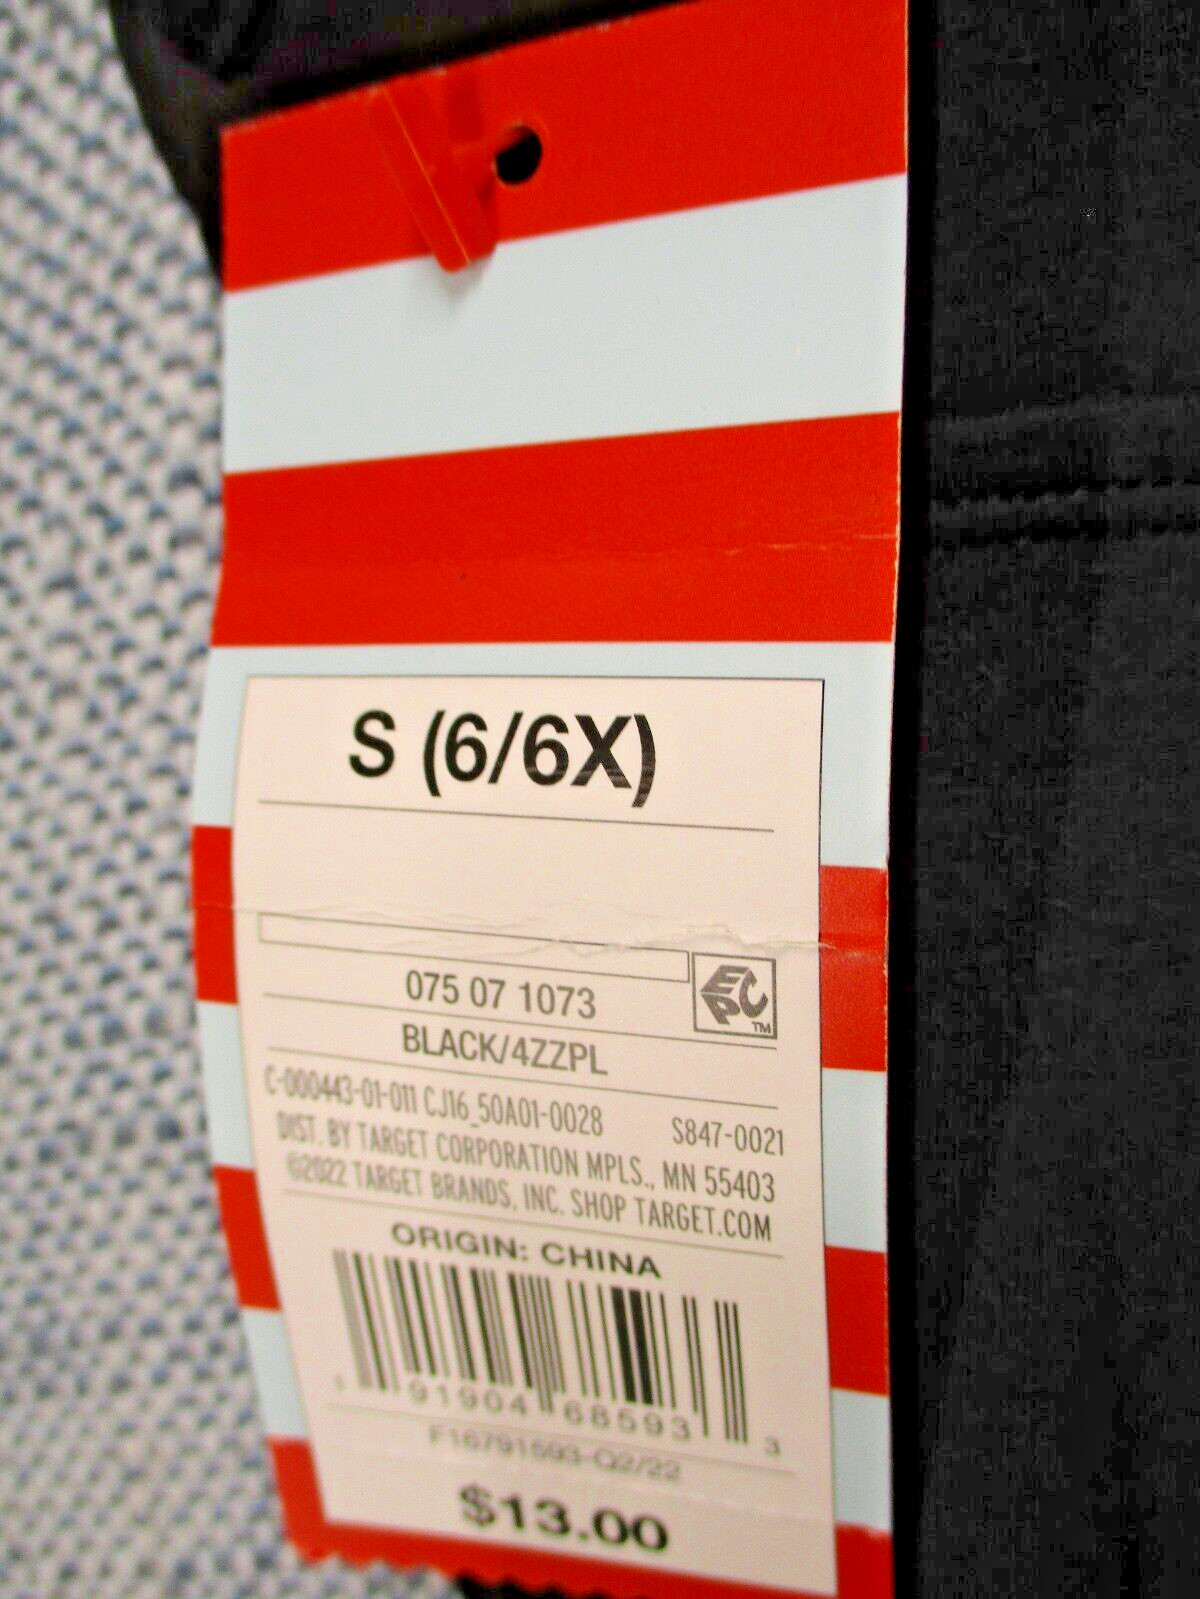 S (6/6X)
EPC TM
075 07 1073
BLACK/4ZZPL
C-000443-01-011 CJ16_50A01-0028 S847-0021
DIST. BY TARGET CORPORATION MPLS., MN 55403
©2022 TARGET BRANDS, INC. SHOP TARGET.COM
ORIGIN: CHINA
91904 68593 3
F16791593-Q2/22
$13.00